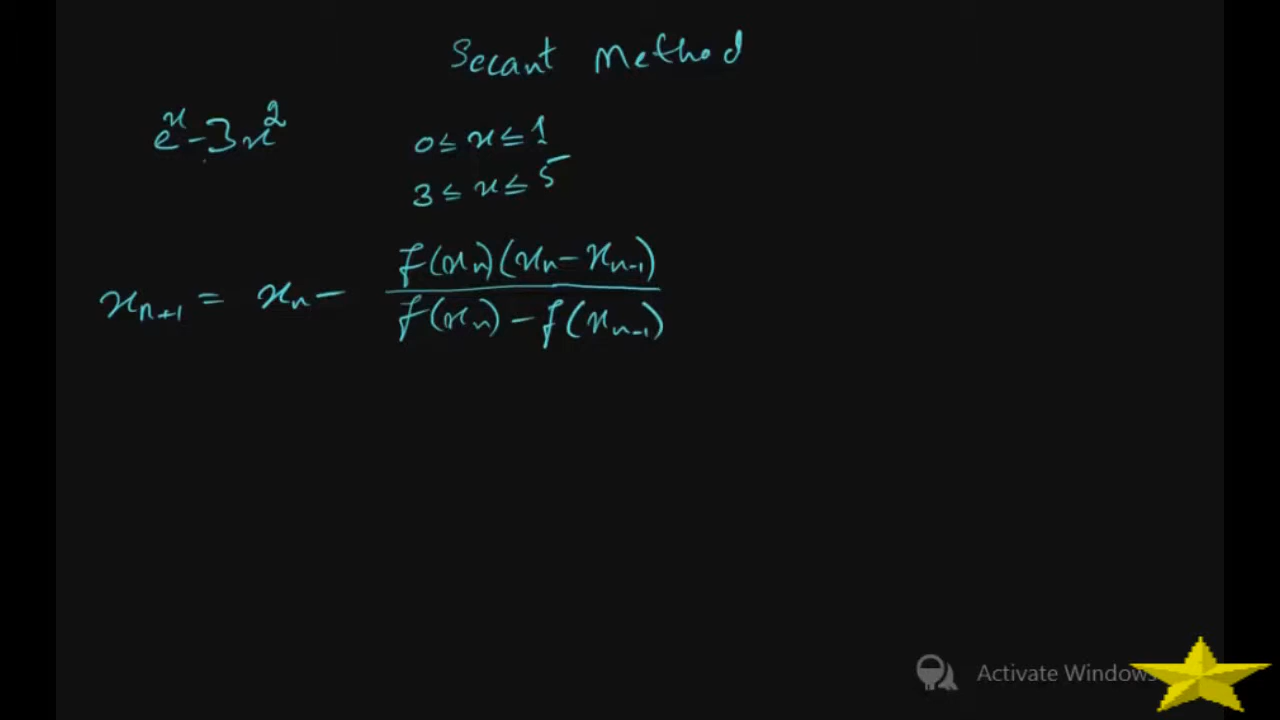 Secant Method
e^x - 3x^2
0 ≤ x ≤ 1
3 ≤ x ≤ 5
x_{n+1} = x_n - \frac{f(x_n)(x_n - x_{n-1})}{f(x_n) - f(x_{n-1})}
Activate Windows